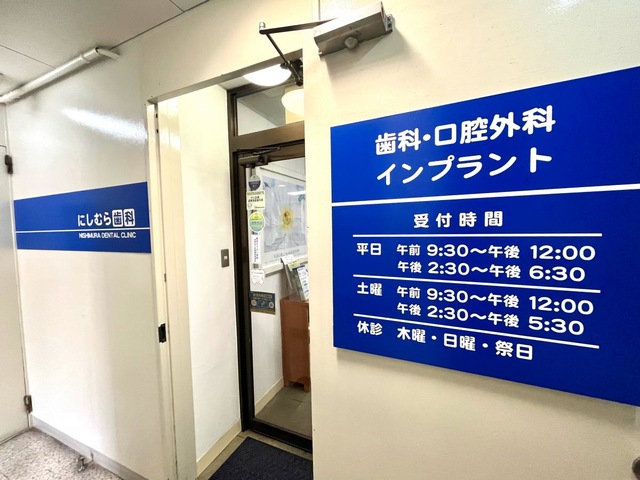 にしむら歯科
NISHIMURA DENTAL CLINIC
歯科・口腔外科
インプラント
受付時間
平日 午前 9:30〜午後 12:00
午後 2:30〜午後 6:30
土曜 午前 9:30〜午後 12:00
午後 2:30〜午後 5:30
休診 木曜・日曜・祭日